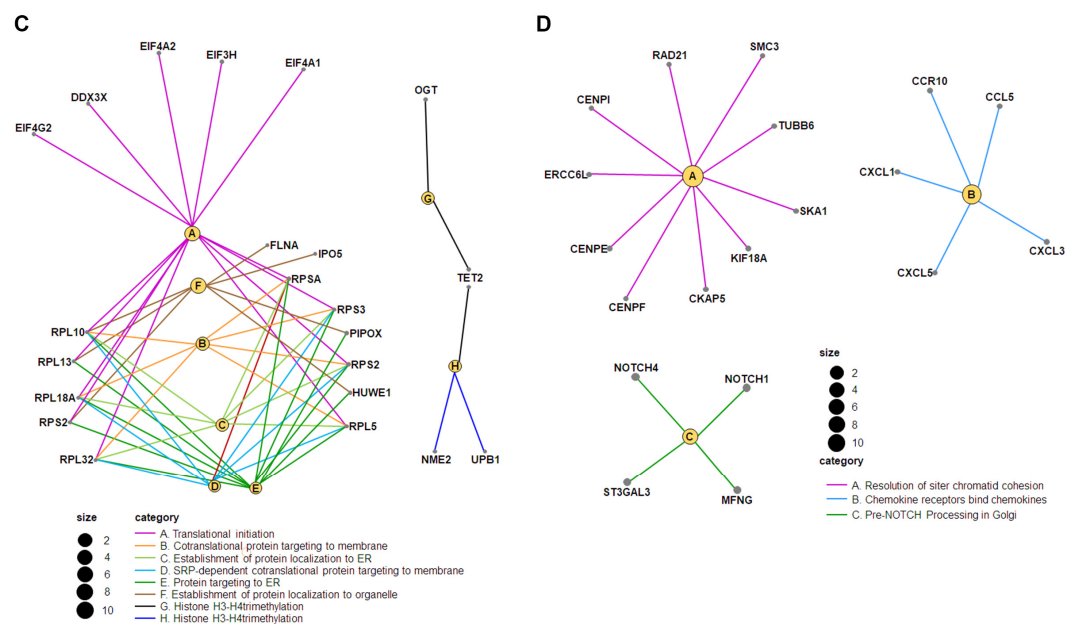 C
EIF4A2
EIF3H
EIF4A1
DDX3X
EIF4G2
A
FLNA
IPO5
F
RPSA
RPS3
RPL10
PIPOX
B
RPL13
RPS2
RPL18A
HUWE1
RPS2
C
RPL5
RPL32
D
E
OGT
G
TET2
H
NME2
UPB1
size
2
4
6
8
10
category
A. Translational initiation
B. Cotranslational protein targeting to membrane
C. Establishment of protein localization to ER
D. SRP-dependent cotranslational protein targeting to membrane
E. Protein targeting to ER
F. Establishment of protein localization to organelle
G. Histone H3-H4trimethylation
H. Histone H3-H4trimethylation
D
SMC3
RAD21
CENPI
TUBB6
ERCC6L
A
SKA1
CENPE
KIF18A
CENPF
CKAP5
CCR10
CCL5
CXCL1
B
CXCL3
CXCL5
NOTCH4
NOTCH1
C
ST3GAL3
MFNG
size
2
4
6
8
10
category
A. Resolution of siter chromatid cohesion
B. Chemokine receptors bind chemokines
C. Pre-NOTCH Processing in Golgi